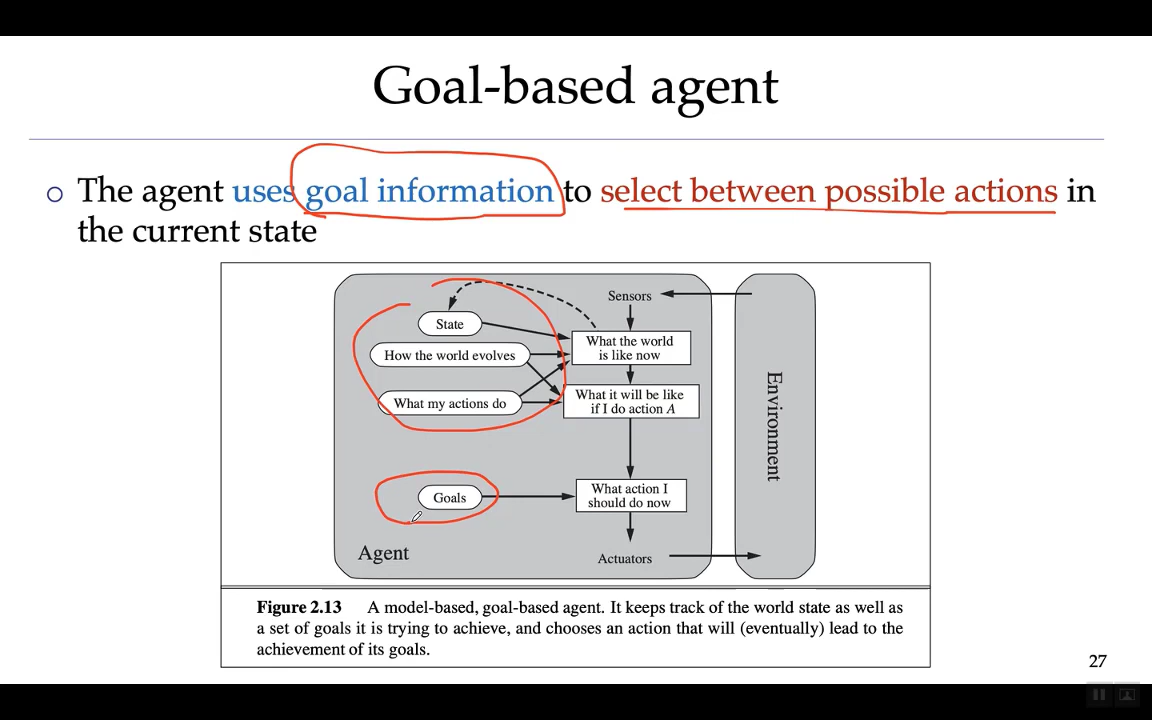 Goal-based agent
The agent uses goal information to select between possible actions in
the current state
Sensors
State
What the world
is like now
How the world evolves
What my actions do
What it will be like
if I do action A
Goals
What action I
should do now
Agent
Actuators
Environment
Figure 2.13 A model-based, goal-based agent. It keeps track of the world state as well as
a set of goals it is trying to achieve, and chooses an action that will (eventually) lead to the
achievement of its goals.
27